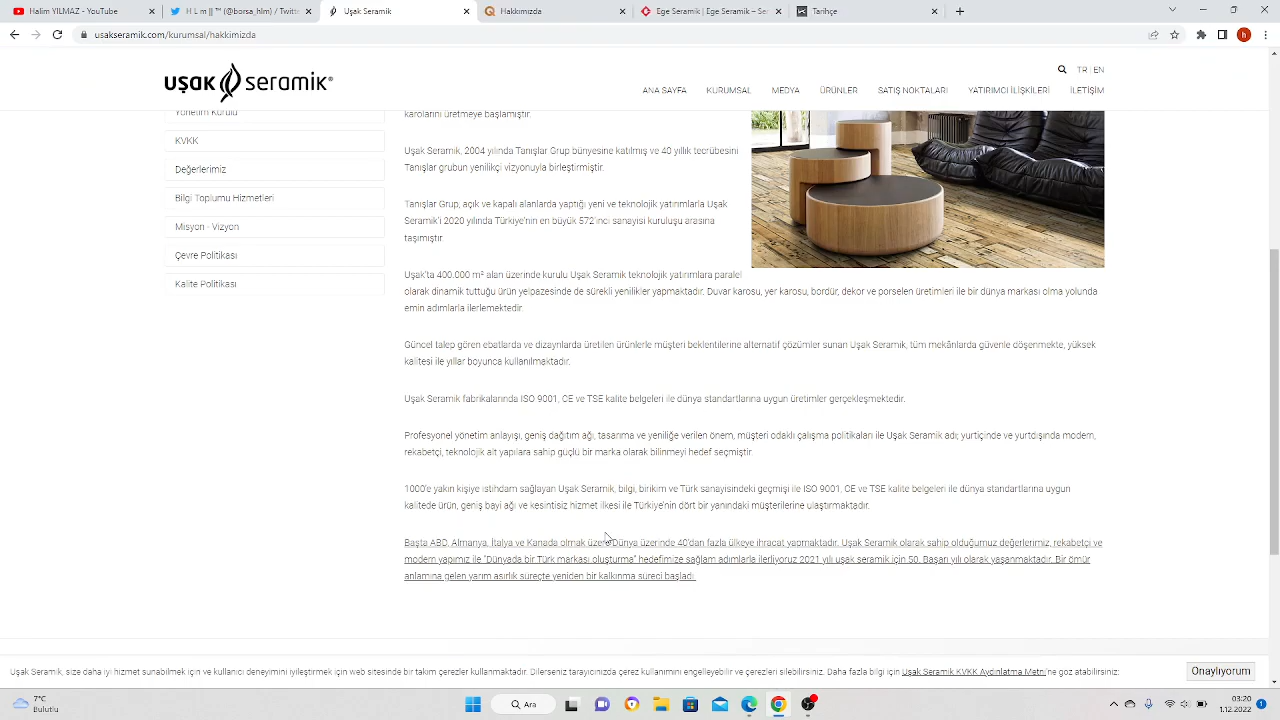 Halim YILMAZ - YouTube
H L m || ™ (@borsa_hlm) / Twitt
Uşak Seramik
Hakkımızda
Ege Seramik | Ege Seramik – Se
Tarihçe
usakseramik.com/kurumsal/hakkimizda
uşak seramik®
TR | EN
ANA SAYFA KURUMSAL MEDYA ÜRÜNLER SATIŞ NOKTALARI YATIRIMCI İLİŞKİLERİ İLETİŞİM
Yönetim Kurulu
KVKK
Değerlerimiz
Bilgi Toplumu Hizmetleri
Misyon - Vizyon
Çevre Politikası
Kalite Politikası
karolarını üretmeye başlamıştır.
Uşak Seramik, 2004 yılında Tanışlar Grup bünyesine katılmış ve 40 yıllık tecrübesini
Tanışlar grubun yenilikçi vizyonuyla birleştirmiştir.
Tanışlar Grup, açık ve kapalı alanlarda yaptığı yeni ve teknolojik yatırımlarla Uşak
Seramik'i 2020 yılında Türkiye'nin en büyük 572'inci sanayi kuruluşu arasına
taşımıştır.
Uşak'ta 400.000 m² alan üzerinde kurulu Uşak Seramik teknolojik yatırımlara paralel
olarak dinamik tuttuğu ürün yelpazesinde de sürekli yenilikler yapmaktadır. Duvar karosu, yer karosu, bordür, dekor ve porselen üretimleri ile bir dünya markası olma yolunda
emin adımlarla ilerlemektedir.
Güncel talep gören ebatlarda ve dizaynlarda üretilen ürünlerle müşteri beklentilerine alternatif çözümler sunan Uşak Seramik, tüm mekânlarda güvenle döşenmekte, yüksek
kalitesi ile yıllar boyunca kullanılmaktadır.
Uşak Seramik fabrikalarında ISO 9001, CE ve TSE kalite belgeleri ile dünya standartlarına uygun üretimler gerçekleşmektedir.
Profesyonel yönetim anlayışı, geniş dağıtım ağı, tasarıma ve yeniliğe verilen önem, müşteri odaklı çalışma politikaları ile Uşak Seramik adı; yurtiçinde ve yurtdışında modern,
rekabetçi, teknolojik alt yapılara sahip güçlü bir marka olarak bilinmeyi hedef seçmiştir.
1000'e yakın kişiye istihdam sağlayan Uşak Seramik, bilgi, birikim ve Türk sanayisindeki geçmişi ile ISO 9001, CE ve TSE kalite belgeleri ile dünya standartlarına uygun
kalitede ürün, geniş bayi ağı ve kesintisiz hizmet ilkesi ile Türkiye'nin dört bir yanındaki müşterilerine ulaştırmaktadır.
Başta ABD, Almanya, İtalya ve Kanada olmak üzere Dünya üzerinde 40'dan fazla ülkeye ihracat yapmaktadır. Uşak Seramik olarak sahip olduğumuz değerlerimiz, rekabetçi ve
modern yapımız ile "Dünyada bir Türk markası oluşturma" hedefimize sağlam adımlarla ilerliyoruz 2021 yılı uşak seramik için 50. Başarı yılı olarak yaşanmaktadır. Bir ömür
anlamına gelen yarım asırlık süreçte yeniden bir kalkınma süreci başladı.
Uşak Seramik, size daha iyi hizmet sunabilmek için ve kullanıcı deneyimini iyileştirmek için web sitesinde bir takım çerezler kullanmaktadır. Dilerseniz tarayıcınızda çerez kullanımını engelleyebilir ve çerezleri silebilirsiniz. Daha fazla bilgi için Uşak Seramik KVKK Aydınlatma Metni'ne göz atabilirsiniz:
Onaylıyorum
7°C
Bulutlu
Ara
03:20
1.2.2022